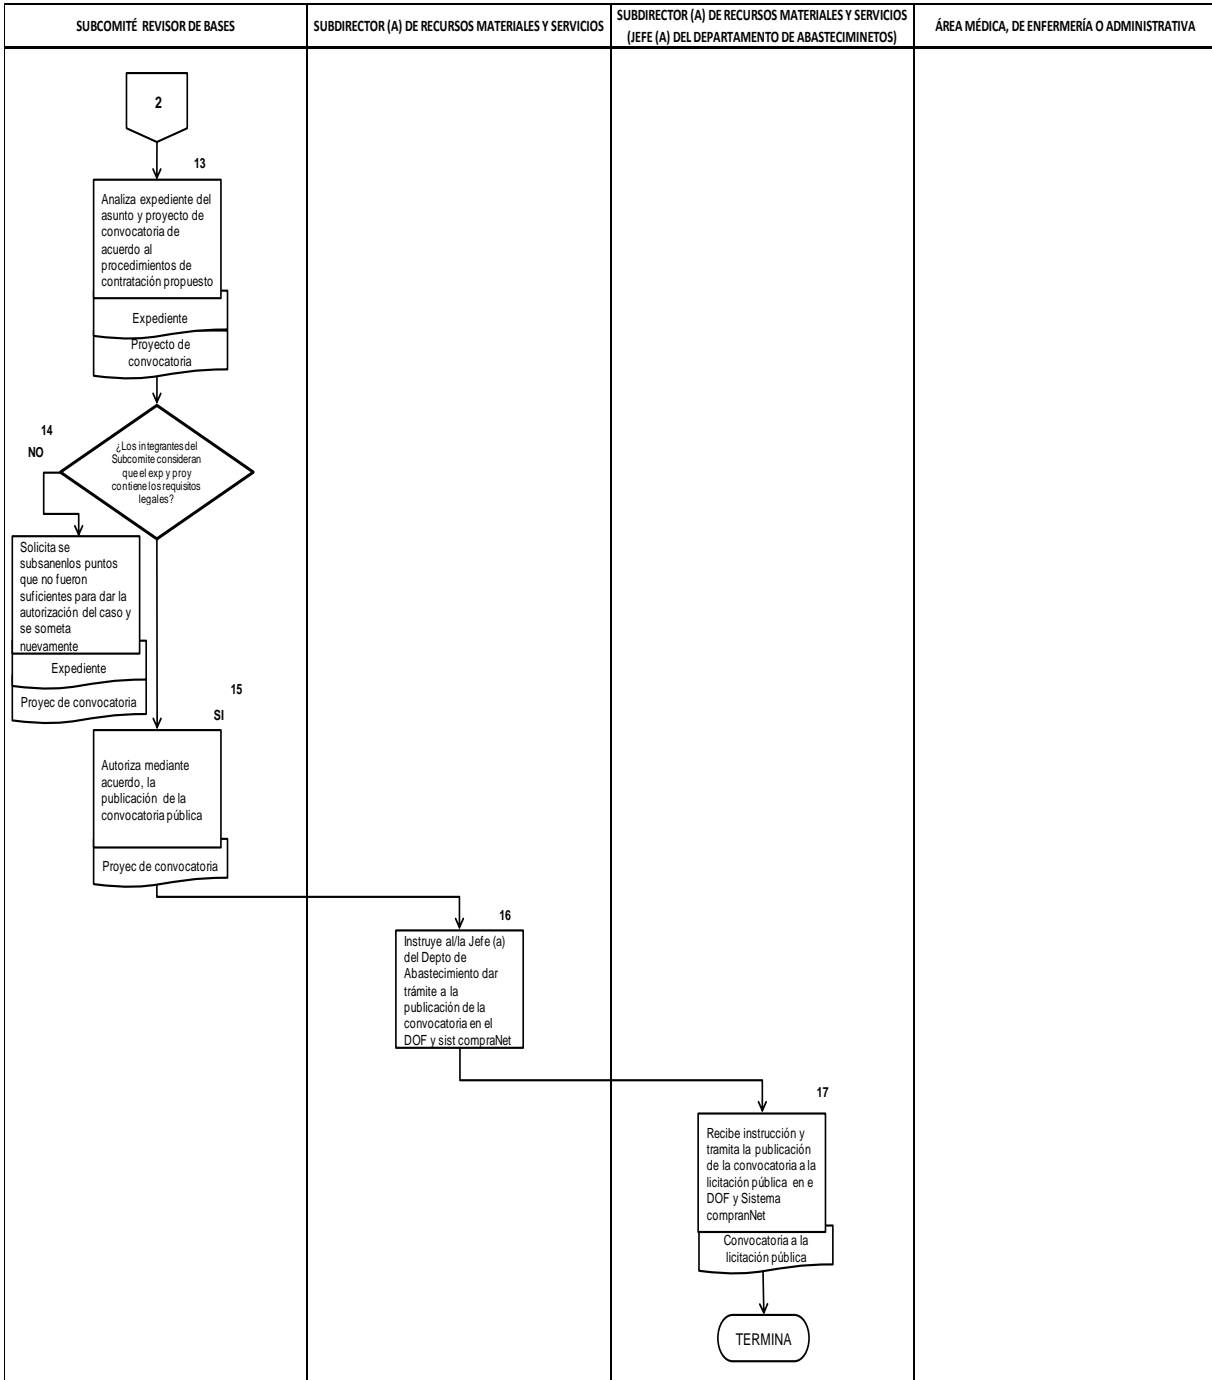 SUBCOMITÉ REVISOR DE BASES
SUBDIRECTOR (A) DE RECURSOS MATERIALES Y SERVICIOS
SUBDIRECTOR (A) DE RECURSOS MATERIALES Y SERVICIOS
(JEFE (A) DEL DEPARTAMENTO DE ABASTECIMINETOS)
ÁREA MÉDICA, DE ENFERMERÍA O ADMINISTRATIVA
2
13
Analiza expediente del
asunto y proyecto de
convocatoria de
acuerdo al
procedimientos de
contratación propuesto
Expediente
Proyecto de
convocatoria
14
NO
¿Los integrantes del
Subcomite consideran
que el exp y proy
contiene los requisitos
legales?
Solicita se
subsanenlos puntos
que no fueron
suficientes para dar la
autorización del caso y
se someta
nuevamente
Expediente
Proyec de convocatoria
15
SI
Autoriza mediante
acuerdo, la
publicación de la
convocatoria pública
Proyec de convocatoria
16
Instruye al/la Jefe (a)
del Depto de
Abastecimiento dar
trámite a la
publicación de la
convocatoria en el
DOF y sist compraNet
17
Recibe instrucción y
tramita la publicación
de la convocatoria a la
licitación pública en e
DOF y Sistema
compranNet
Convocatoria a la
licitación pública
TERMINA